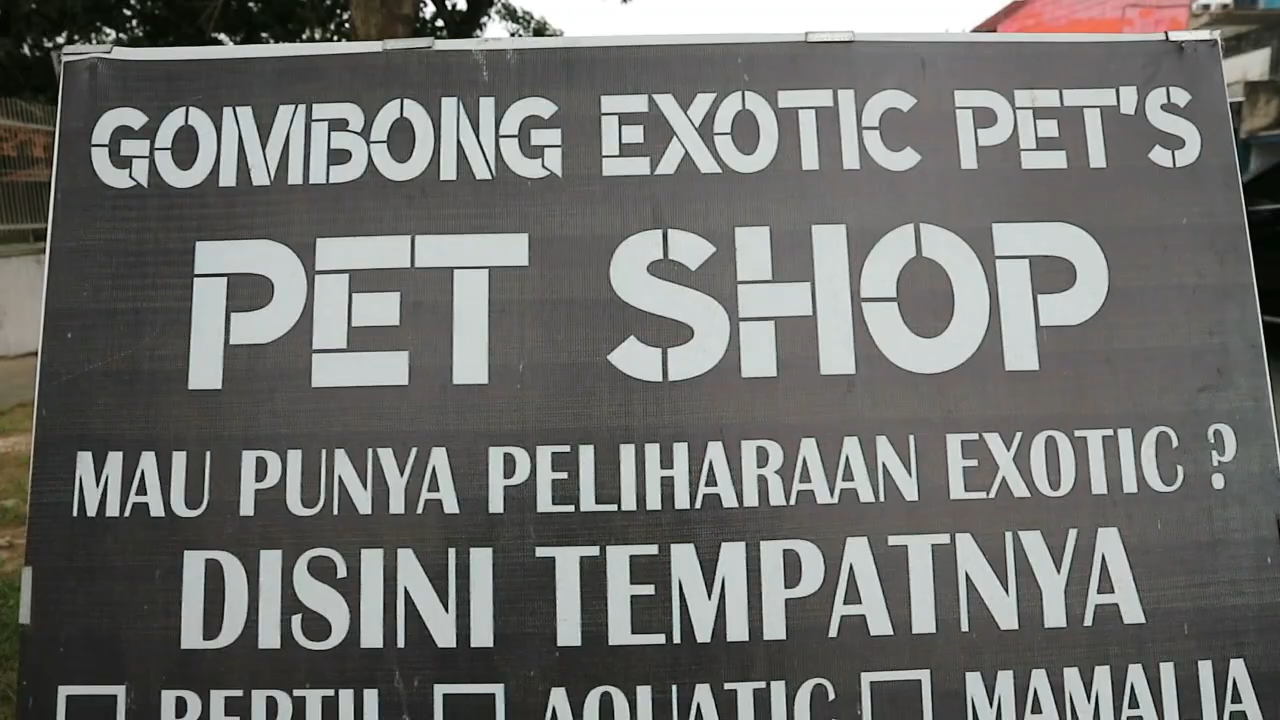 GOMBONG EXOTIC PET'S
PET SHOP
MAU PUNYA PELIHARAAN EXOTIC ?
DISINI TEMPATNYA
REPTIL AQUATIC MAMALIA